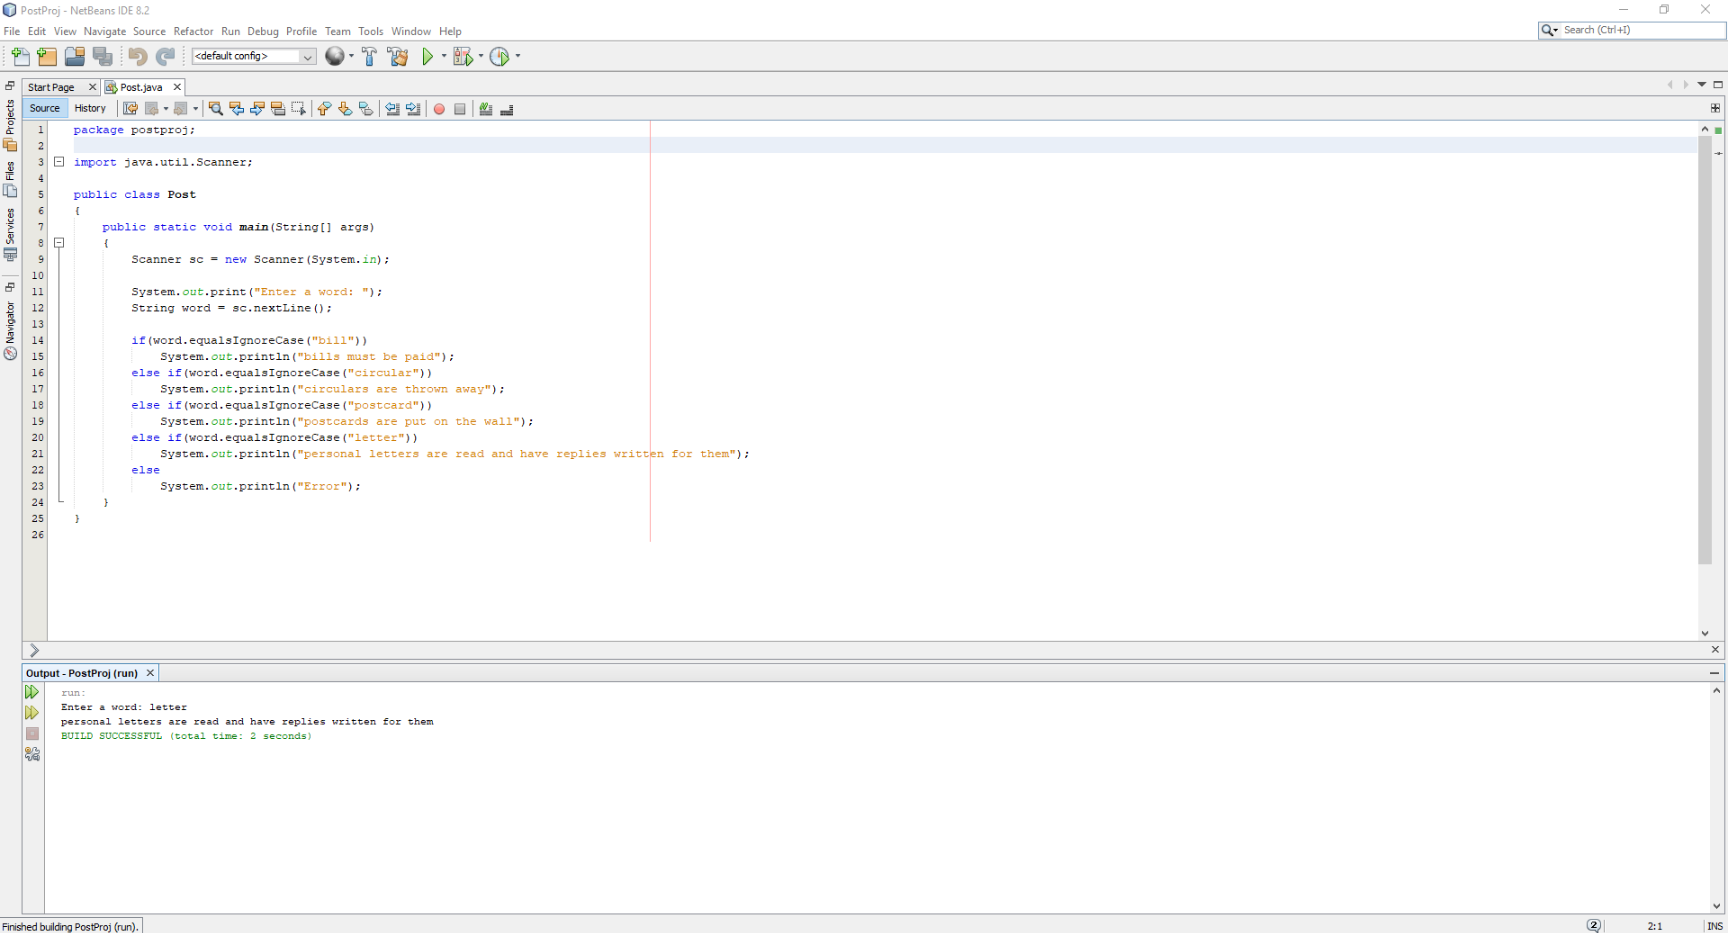 PostProj - NetBeans IDE 8.2
File Edit View Navigate Source Refactor Run Debug Profile Team Tools Window Help
Search (Ctrl+I)
<default config>
Start Page
Post.java
Projects
Files
Services
Navigator
Source History
1 package postproj;
2
3 import java.util.Scanner;
4
5 public class Post
6 {
7 public static void main(String[] args)
8 {
9 Scanner sc = new Scanner(System.in);
10
11 System.out.print("Enter a word: ");
12 String word = sc.nextLine();
13
14 if(word.equalsIgnoreCase("bill"))
15 System.out.println("bills must be paid");
16 else if(word.equalsIgnoreCase("circular"))
17 System.out.println("circulars are thrown away");
18 else if(word.equalsIgnoreCase("postcard"))
19 System.out.println("postcards are put on the wall");
20 else if(word.equalsIgnoreCase("letter"))
21 System.out.println("personal letters are read and have replies written for them");
22 else
23 System.out.println("Error");
24 }
25 }
26
Output - PostProj (run)
run:
Enter a word: letter
personal letters are read and have replies written for them
BUILD SUCCESSFUL (total time: 2 seconds)
Finished building PostProj (run).
2
2:1
INS